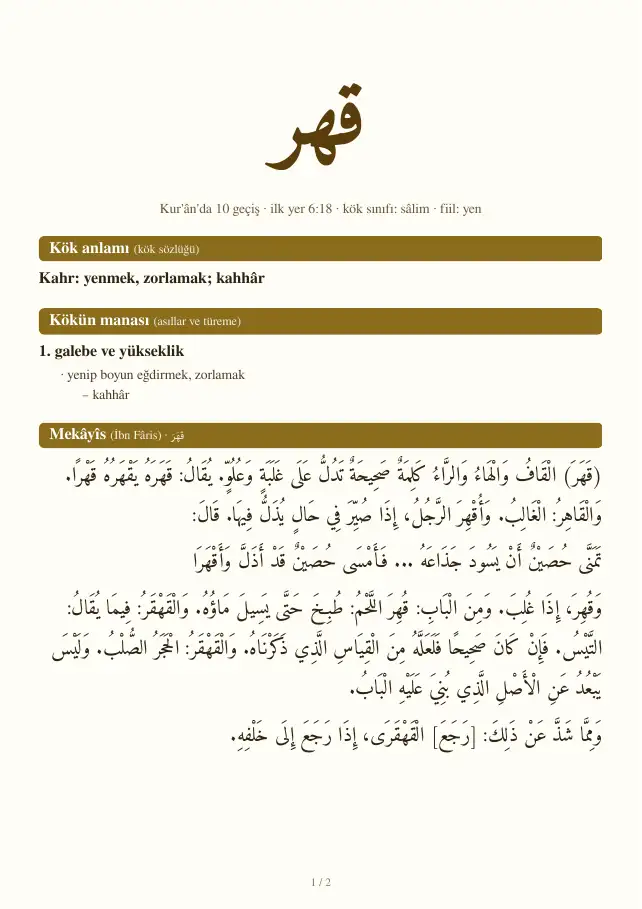 قهر
Kur'ân'da 10 geçiş · ilk yer 6:18 · kök sınıfı: sâlim · fiil: yen
Kök anlamı (kök sözlüğü)
Kahr: yenmek, zorlamak; kahhâr
Kökün manası (asıllar ve türeme)
1. galebe ve yükseklik
· yenip boyun eğdirmek, zorlamak
– kahhâr
Mekâyîs (İbn Fâris) · قَهَرَ
(قَهَرَ) الْقَافُ وَالْهَاءُ وَالرَّاءُ كَلِمَةٌ صَحِيحَةٌ تَدُلُّ عَلَى غَلَبَةٍ وَعُلُوٍّ. يُقَالُ: قَهَرَهُ يَقْهَرُهُ قَهْرًا.
وَالْقَاهِرُ: الْغَالِبُ. وَأُقْهِرَ الرَّجُلُ، إِذَا صُيِّرَ فِي حَالٍ يُذَلُّ فِيهَا. قَالَ:
تَمَنَّى حُصَيْنٌ أَنْ يَسُودَ جَذَاعَهُ ... فَأَمْسَى حُصَيْنٌ قَدْ أَذَلَّ وَأَقْهَرَا
وَقُهِرَ، إِذَا غُلِبَ. وَمِنَ الْبَابِ: قُهِرَ اللَّحْمُ: طُبِخَ حَتَّى يَسِيلَ مَاؤُهُ. وَالْقَهْقَرُ: فِيمَا يُقَالُ:
التَّيْسُ. فَإِنْ كَانَ صَحِيحًا فَلَعَلَّهُ مِنَ الْقِيَاسِ الَّذِي ذَكَرْنَاهُ. وَالْقَهْقَرُ: الْحَجَرُ الصُّلْبُ. وَلَيْسَ
يَبْعُدُ عَنِ الْأَصْلِ الَّذِي بُنِيَ عَلَيْهِ الْبَابُ.
وَمِمَّا شَذَّ عَنْ ذَلِكَ: [رَجَعَ] الْقَهْقَرَى، إِذَا رَجَعَ إِلَى خَلْفِهِ.
1 / 2